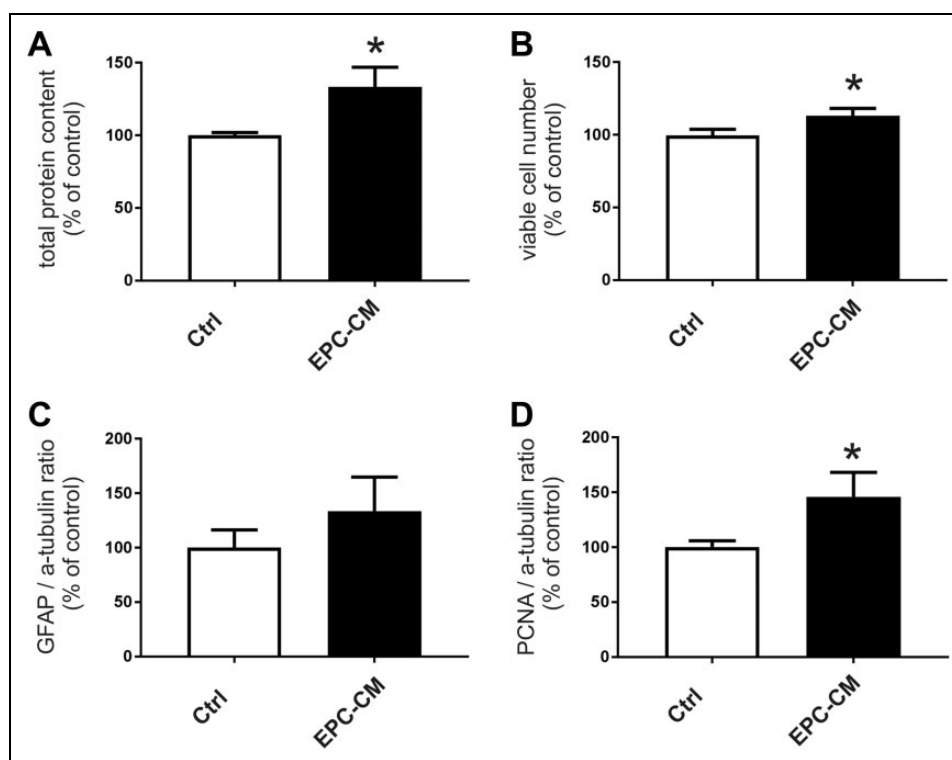 A
total protein content
(% of control)
150
100
50
0
*
Ctrl
EPC-CM
B
viable cell number
(% of control)
150
100
50
0
*
Ctrl
EPC-CM
C
GFAP / a-tubulin ratio
(% of control)
200
150
100
50
0
Ctrl
EPC-CM
D
PCNA / a-tubulin ratio
(% of control)
200
150
100
50
0
*
Ctrl
EPC-CM